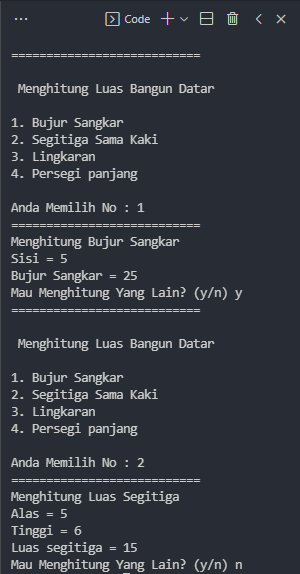 Code
===========================
Menghitung Luas Bangun Datar
1. Bujur Sangkar
2. Segitiga Sama Kaki
3. Lingkaran
4. Persegi panjang
Anda Memilih No : 1
===========================
Menghitung Bujur Sangkar
Sisi = 5
Bujur Sangkar = 25
Mau Menghitung Yang Lain? (y/n) y
===========================
Menghitung Luas Bangun Datar
1. Bujur Sangkar
2. Segitiga Sama Kaki
3. Lingkaran
4. Persegi panjang
Anda Memilih No : 2
===========================
Menghitung Luas Segitiga
Alas = 5
Tinggi = 6
Luas segitiga = 15
Mau Menghitung Yang Lain? (y/n) n